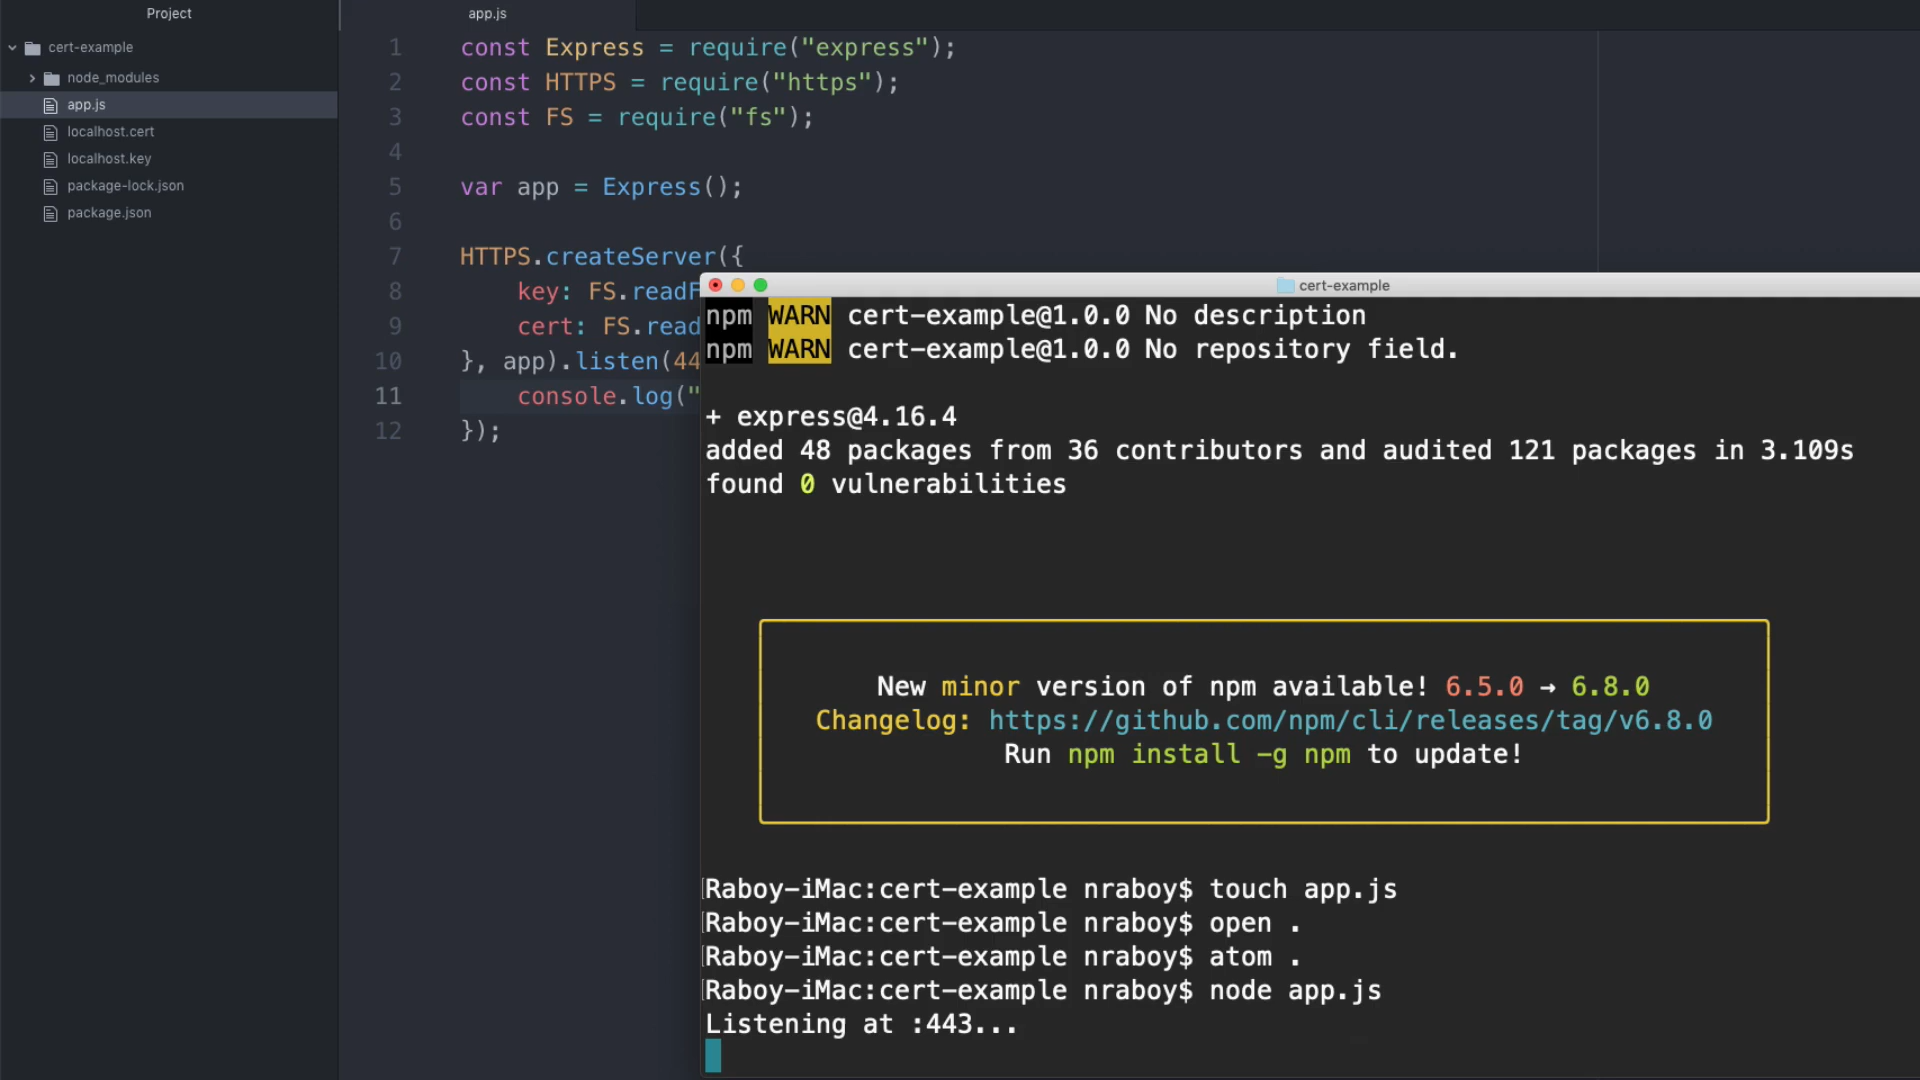 Project
cert-example
node_modules
app.js
localhost.cert
localhost.key
package-lock.json
package.json
app.js
1 const Express = require("express");
2 const HTTPS = require("https");
3 const FS = require("fs");
4
5 var app = Express();
6
7 HTTPS.createServer({
8 key: FS.readF
9 cert: FS.read
10 }, app).listen(44
11 console.log("
12 });
cert-example
npm WARN cert-example@1.0.0 No description
npm WARN cert-example@1.0.0 No repository field.
+ express@4.16.4
added 48 packages from 36 contributors and audited 121 packages in 3.109s
found 0 vulnerabilities
New minor version of npm available! 6.5.0 → 6.8.0
Changelog: https://github.com/npm/cli/releases/tag/v6.8.0
Run npm install -g npm to update!
Raboy-iMac:cert-example nraboy$ touch app.js
Raboy-iMac:cert-example nraboy$ open .
Raboy-iMac:cert-example nraboy$ atom .
Raboy-iMac:cert-example nraboy$ node app.js
Listening at :443...